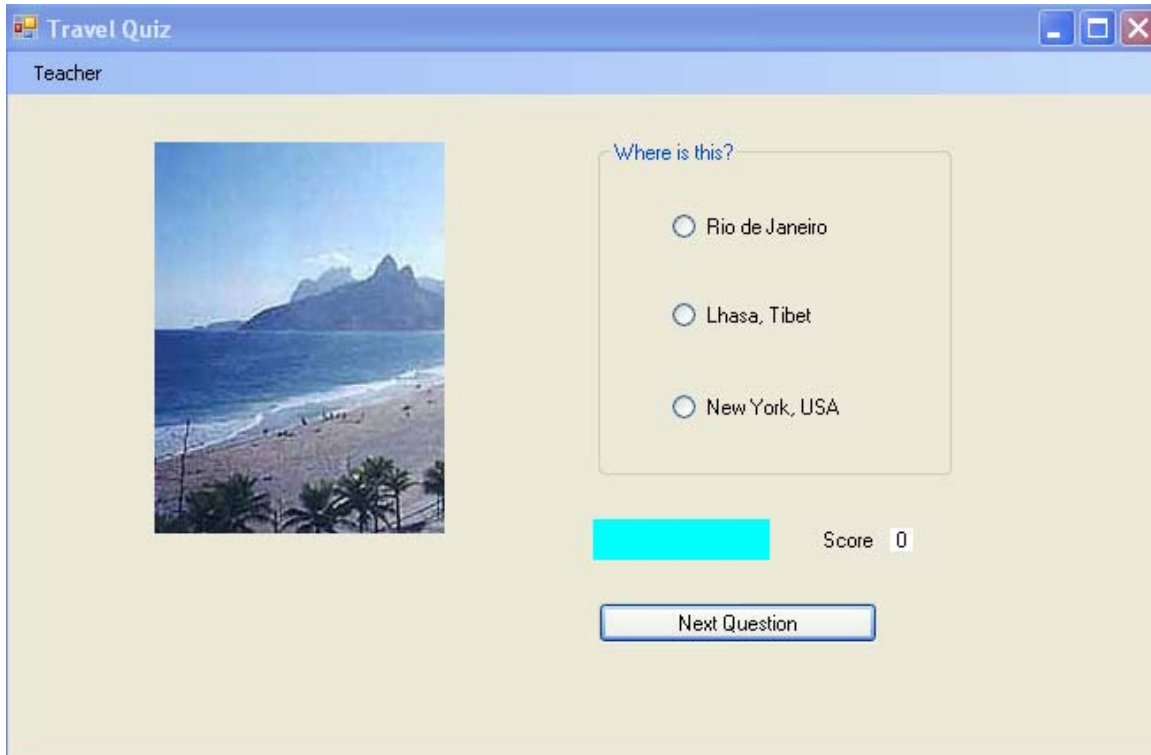 Travel Quiz
Teacher
Where is this?
Rio de Janeiro
Lhasa, Tibet
New York, USA
Score 0
Next Question